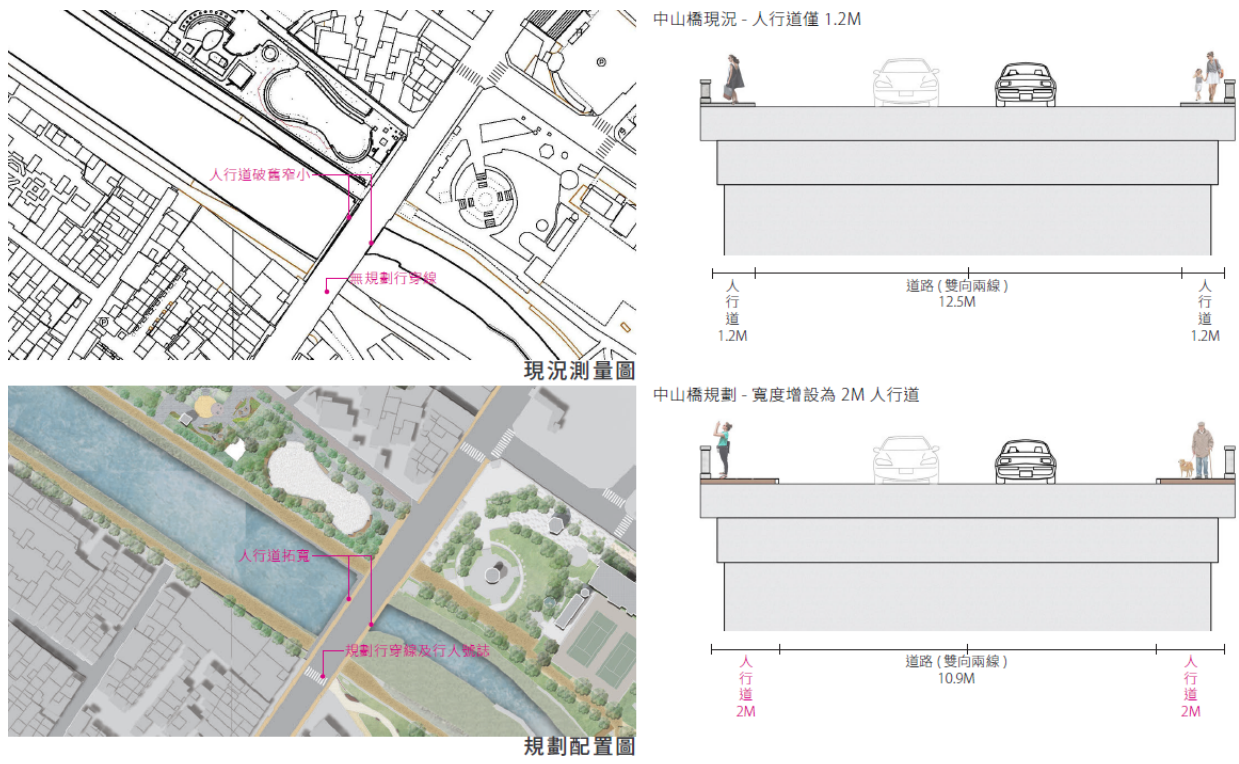 人行道破舊窄小
無規劃行穿線
P
P
現況測量圖
中山橋現況 - 人行道僅 1.2M
人行道
1.2M
道路 ( 雙向兩線 )
12.5M
人行道
1.2M
人行道拓寬
規劃行穿線及行人號誌
規劃配置圖
中山橋規劃 - 寬度增設為 2M 人行道
人行道
2M
道路 ( 雙向兩線 )
10.9M
人行道
2M